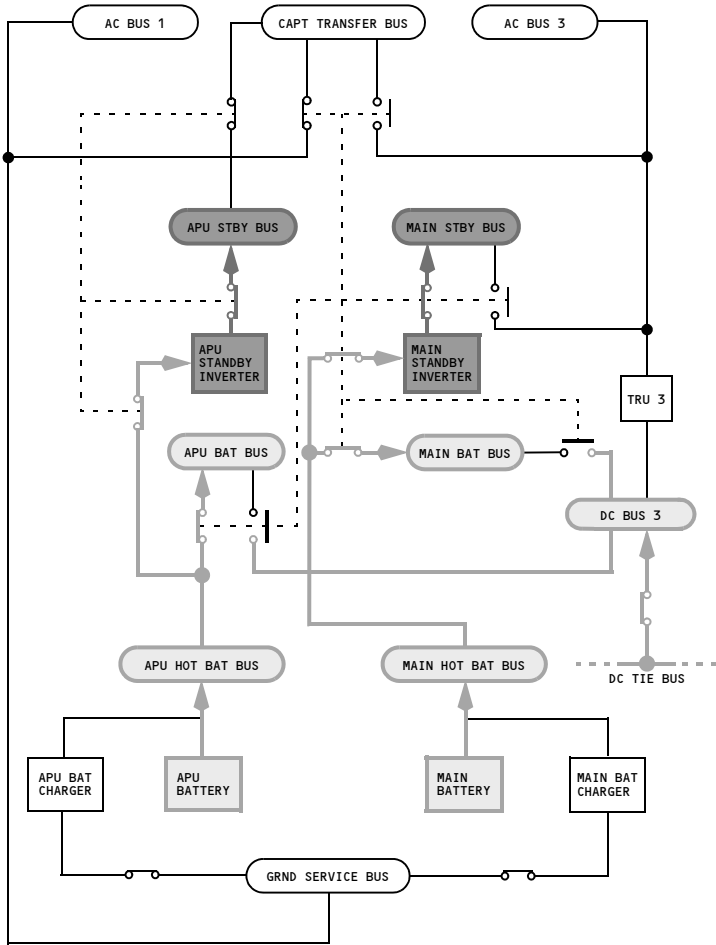 AC BUS 1
CAPT TRANSFER BUS
AC BUS 3
APU STBY BUS
MAIN STBY BUS
APU
STANDBY
INVERTER
MAIN
STANDBY
INVERTER
TRU 3
APU BAT BUS
MAIN BAT BUS
DC BUS 3
APU HOT BAT BUS
MAIN HOT BAT BUS
DC TIE BUS
APU BAT
CHARGER
APU
BATTERY
MAIN
BATTERY
MAIN BAT
CHARGER
GRND SERVICE BUS